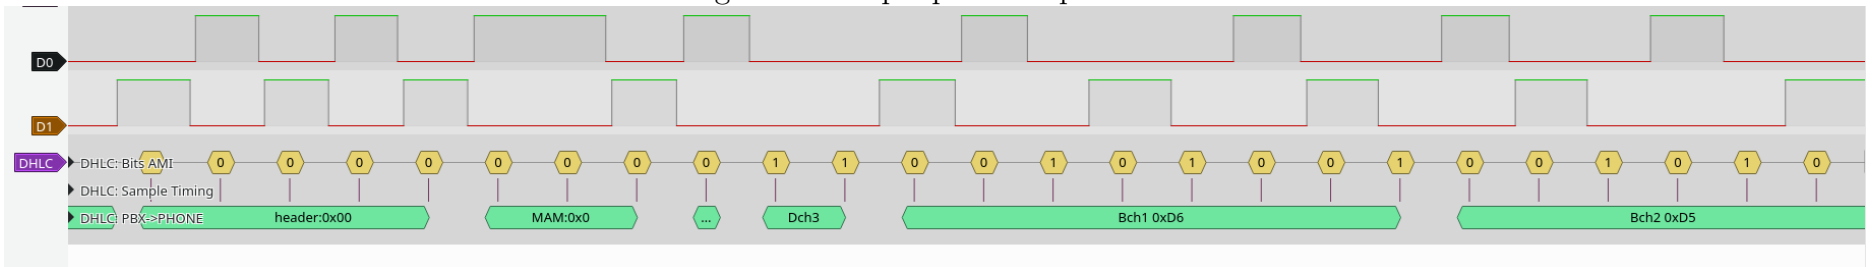 D0
D1
DHLC DHLC: Bits AMI 0 0 0 0 0 0 0 0 1 1 0 0 1 0 1 0 0 1 0 0 1 0 1 0
DHLC: Sample Timing
DHLC: PBX->PHONE header:0x00 MAM:0x0 ... Dch3 Bch1 0xD6 Bch2 0xD5